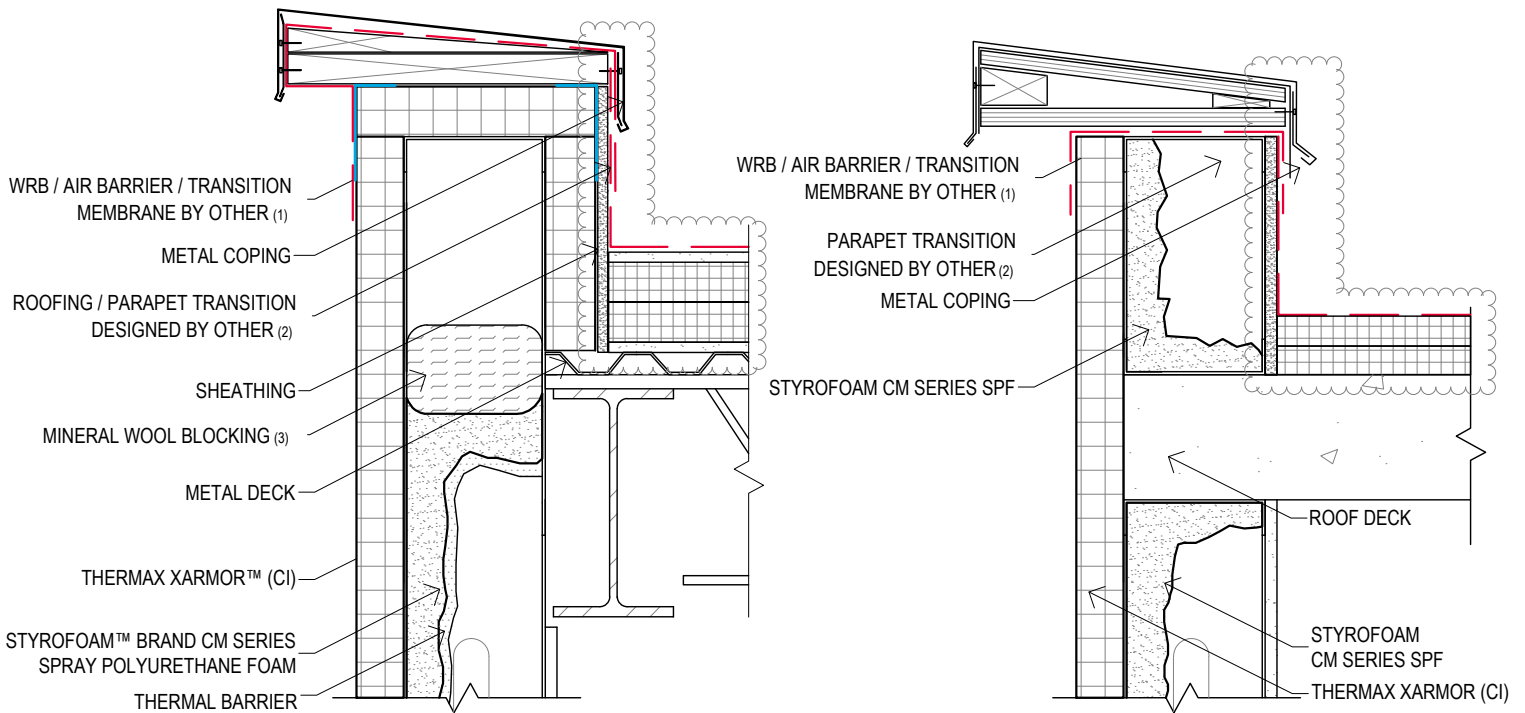 WRB / AIR BARRIER / TRANSITION
MEMBRANE BY OTHER (1)
METAL COPING
ROOFING / PARAPET TRANSITION
DESIGNED BY OTHER (2)
SHEATHING
MINERAL WOOL BLOCKING (3)
METAL DECK
THERMAX XARMOR™ (CI)
STYROFOAM™ BRAND CM SERIES
SPRAY POLYURETHANE FOAM
THERMAL BARRIER
WRB / AIR BARRIER / TRANSITION
MEMBRANE BY OTHER (1)
PARAPET TRANSITION
DESIGNED BY OTHER (2)
METAL COPING
STYROFOAM CM SERIES SPF
ROOF DECK
STYROFOAM
CM SERIES SPF
THERMAX XARMOR (CI)